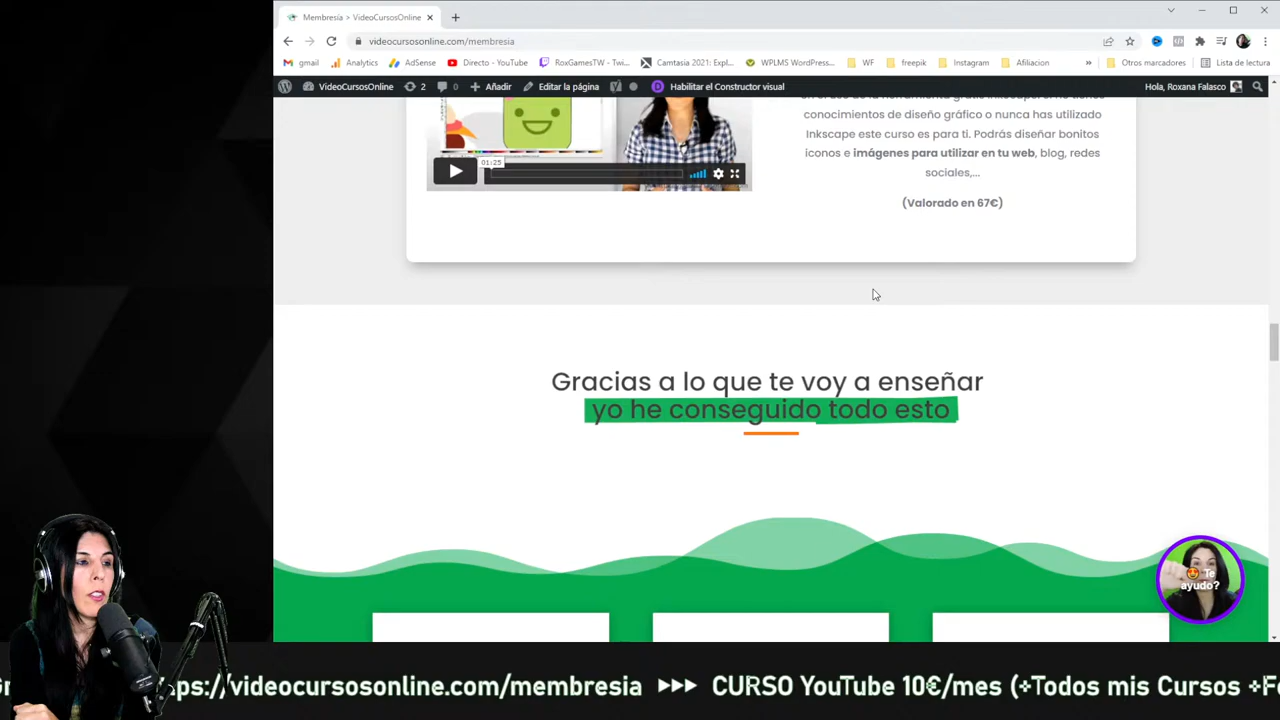 Membresía > VideoCursosOnline
videocursosonline.com/membresia
gmail
Analytics
AdSense
Directo - YouTube
RoxGamesTW - Twi...
Camtasia 2021: Expl...
WPLMS WordPress...
WF
freepik
Instagram
Afiliacion
»
Otros marcadores
Lista de lectura
VideoCursosOnline
2
0
Añadir
Editar la página
Habilitar el Constructor visual
Hola, Roxana Falasco
conocimientos de diseño gráfico o nunca has utilizado
Inkscape este curso es para ti. Podrás diseñar bonitos
iconos e imágenes para utilizar en tu web, blog, redes
sociales,...
01:25
(Valorado en 67€)
Gracias a lo que te voy a enseñar
yo he conseguido todo esto
Te
ayudo?
ps://videocursosonline.com/membresia ▸▸▸ CURSO YouTube 10€/mes (+Todos mis Cursos +F